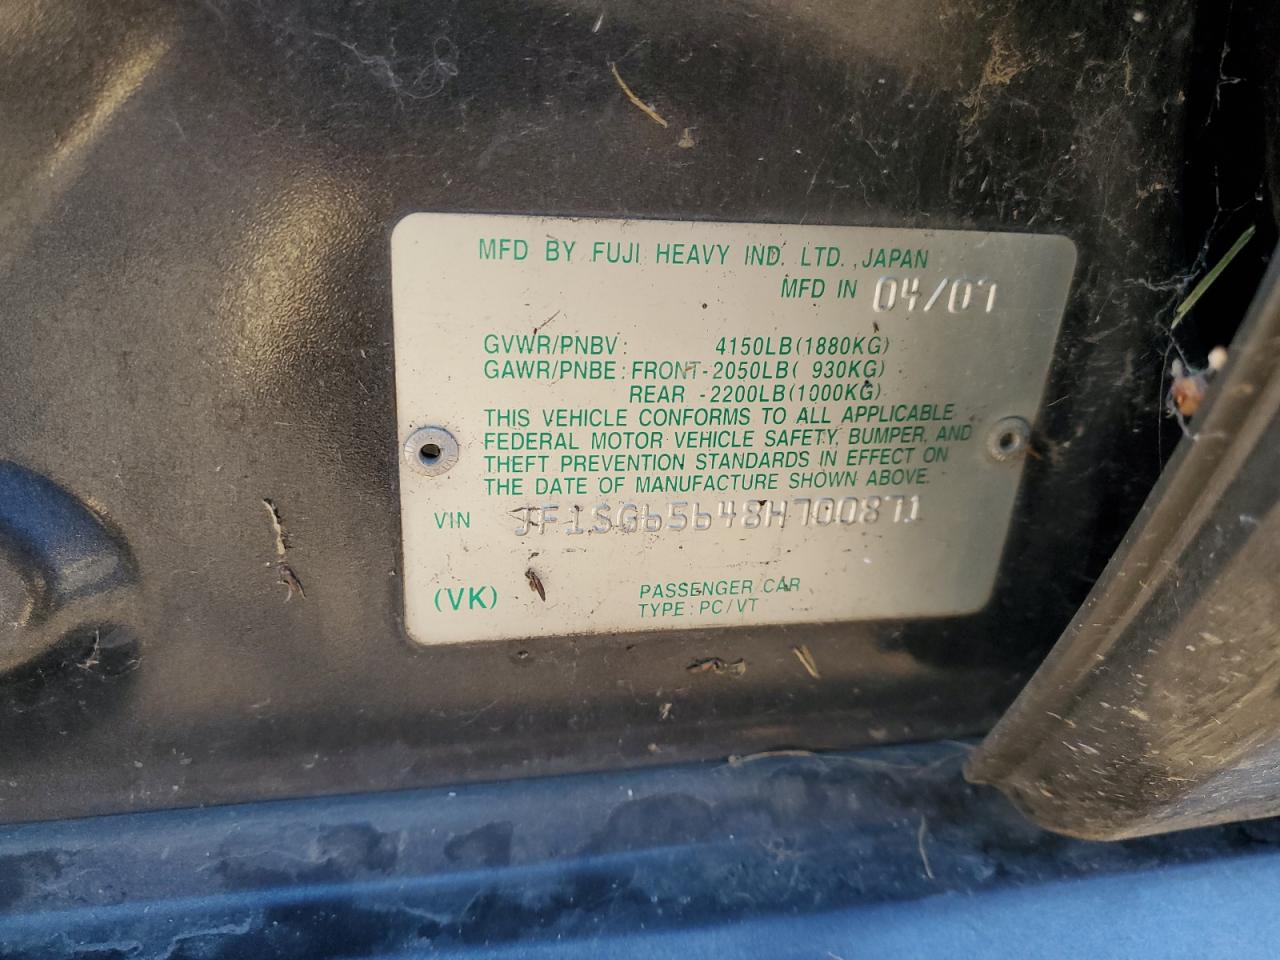 MFD BY FUJI HEAVY IND. LTD., JAPAN
MFD IN 04/07
GVWR/PNBV: 4150LB(1880KG)
GAWR/PNBE: FRONT-2050LB( 930KG)
REAR -2200LB(1000KG)
THIS VEHICLE CONFORMS TO ALL APPLICABLE
FEDERAL MOTOR VEHICLE SAFETY, BUMPER, AND
THEFT PREVENTION STANDARDS IN EFFECT ON
THE DATE OF MANUFACTURE SHOWN ABOVE.
VIN JF1SG65648H700871
(VK)
PASSENGER CAR
TYPE: PC/VT